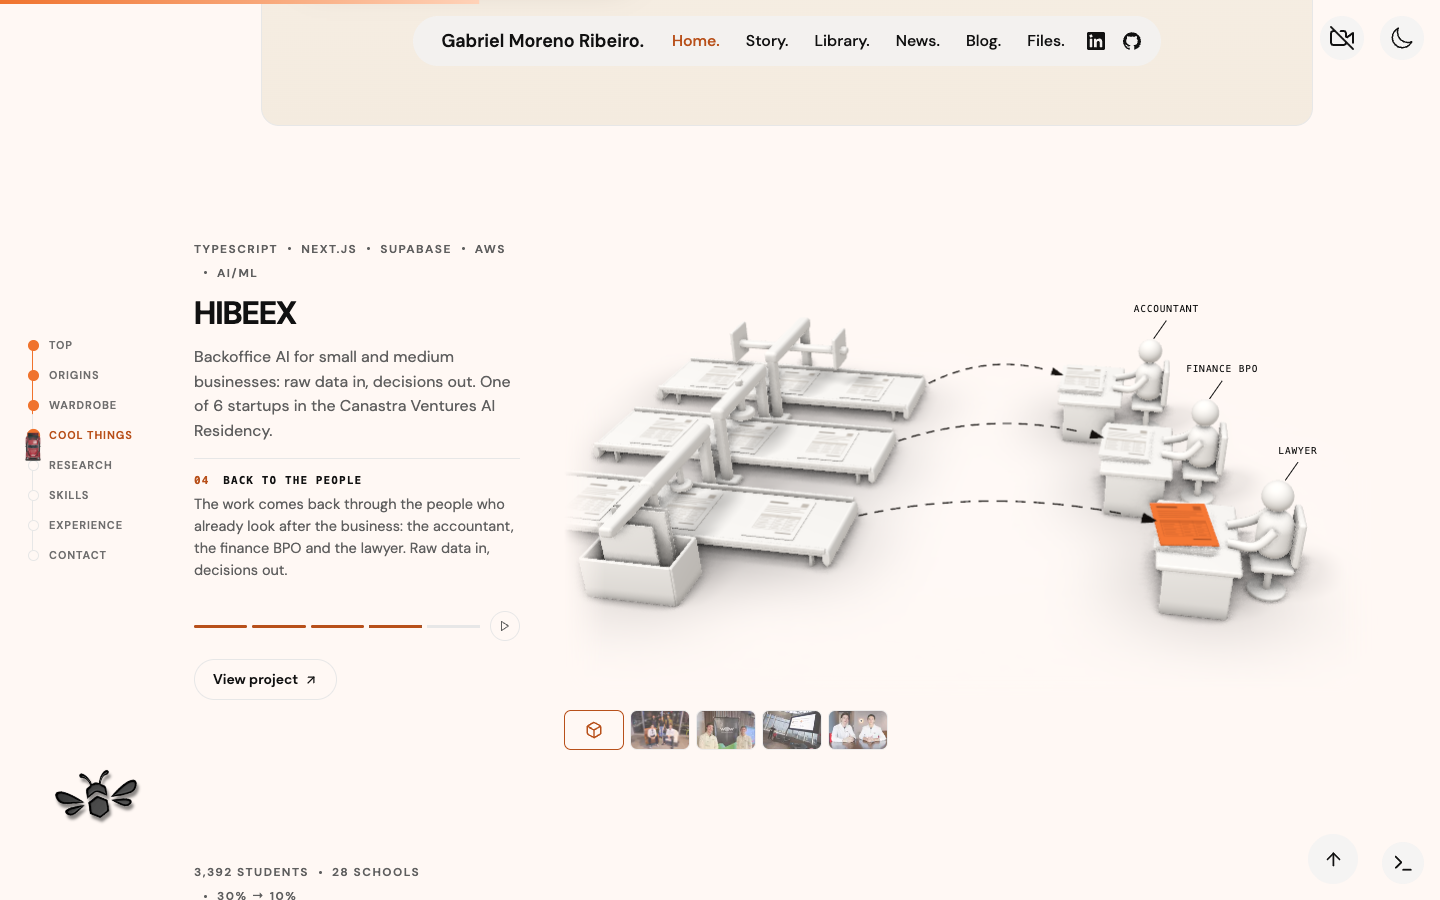 Gabriel Moreno Ribeiro. Home. Story. Library. News. Blog. Files.
TYPESCRIPT • NEXT.JS • SUPABASE • AWS
• AI/ML
HIBEEX
Backoffice AI for small and medium
businesses: raw data in, decisions out. One
of 6 startups in the Canastra Ventures AI
Residency.
04 BACK TO THE PEOPLE
The work comes back through the people who
already look after the business: the accountant,
the finance BPO and the lawyer. Raw data in,
decisions out.
View project
TOP
ORIGINS
WARDROBE
COOL THINGS
RESEARCH
SKILLS
EXPERIENCE
CONTACT
ACCOUNTANT
FINANCE BPO
LAWYER
3,392 STUDENTS • 28 SCHOOLS
• 30% → 10%